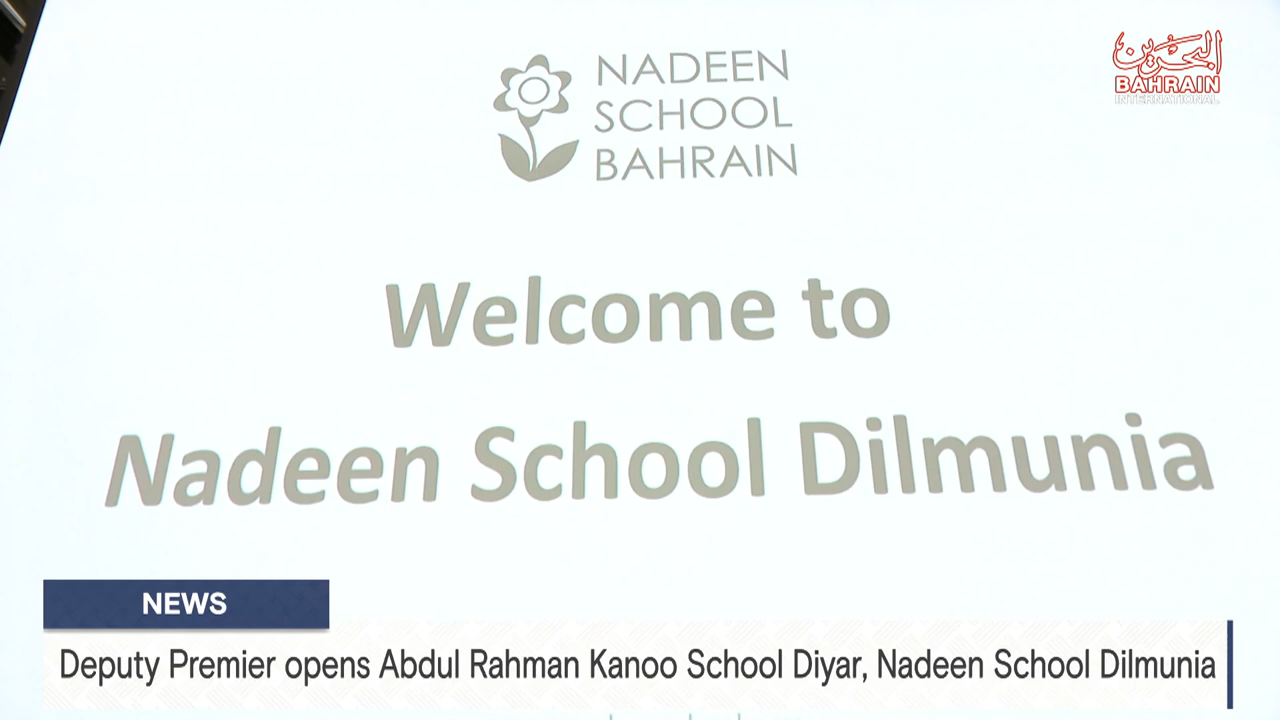 NADEEN
SCHOOL
BAHRAIN
البحرين
BAHRAIN
INTERNATIONAL
Welcome to
Nadeen School Dilmunia
NEWS
Deputy Premier opens Abdul Rahman Kanoo School Diyar, Nadeen School Dilmunia